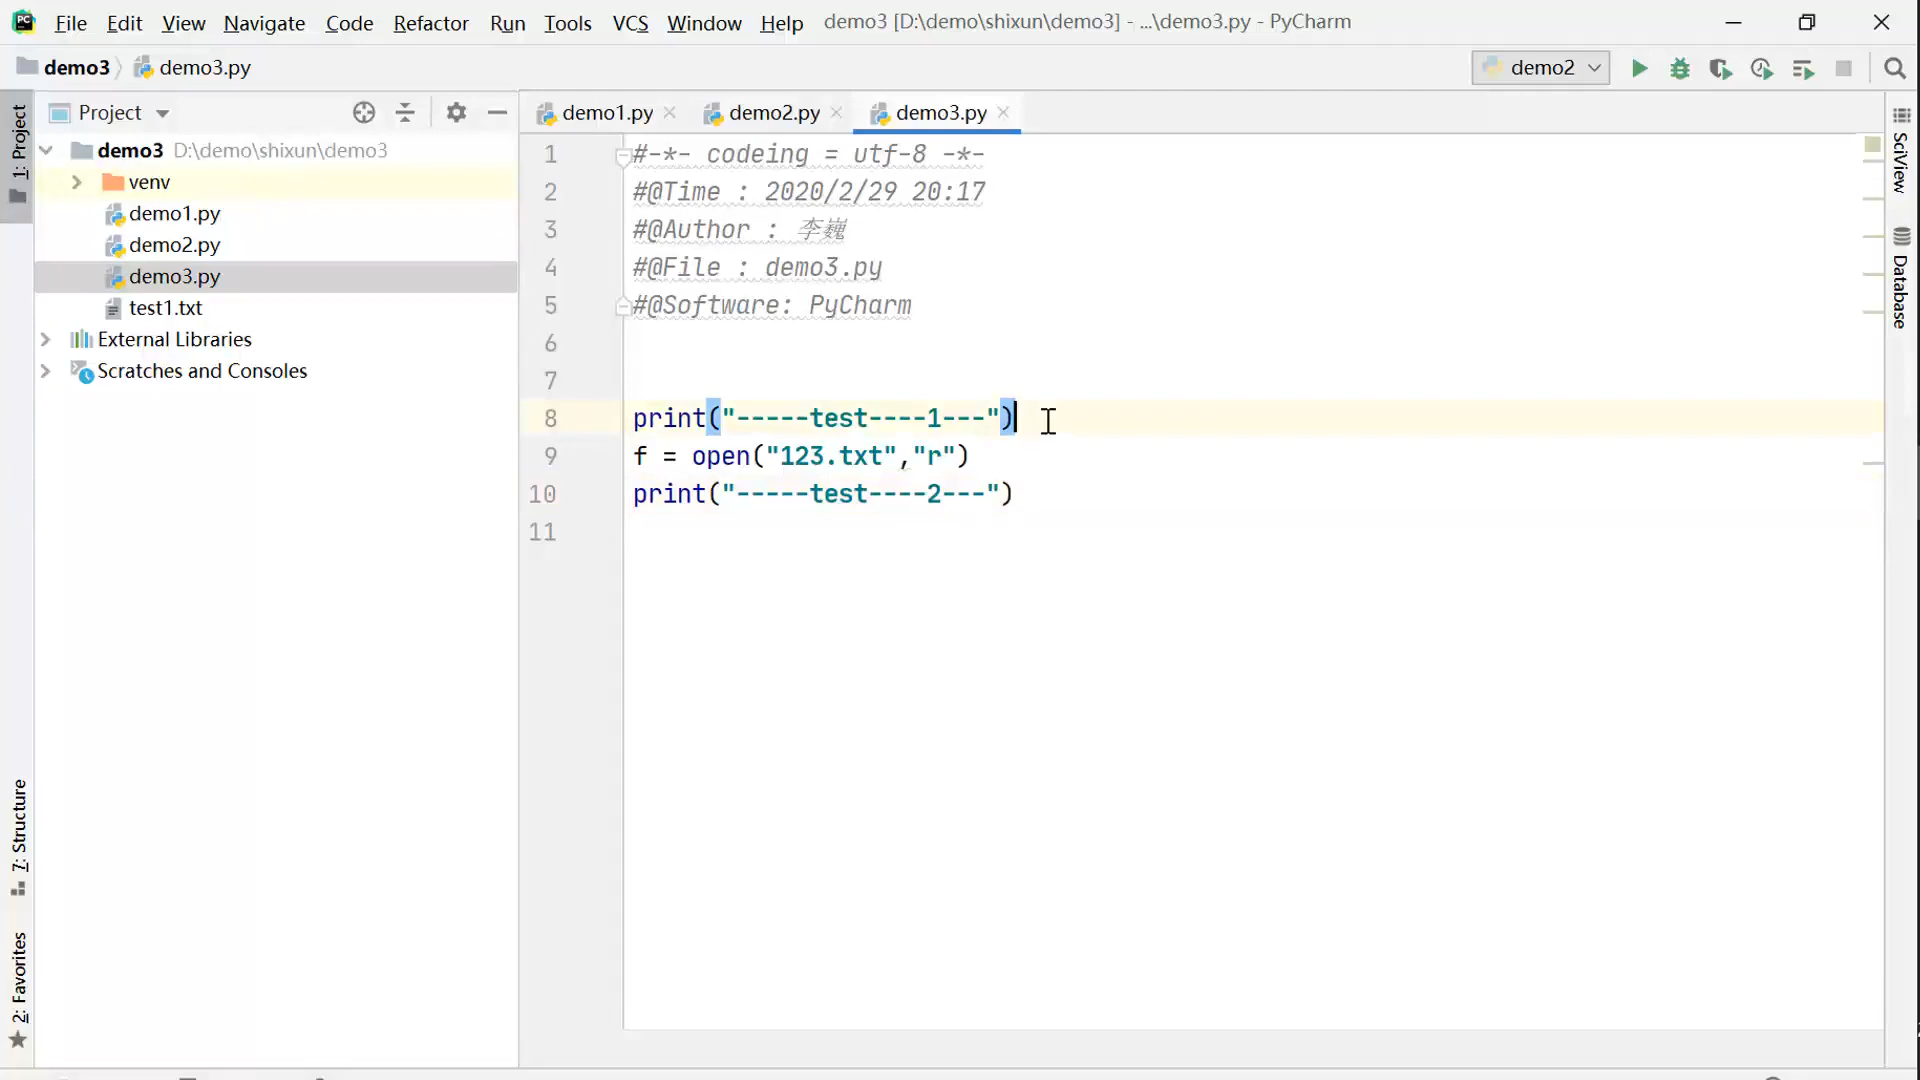 File Edit View Navigate Code Refactor Run Tools VCS Window Help demo3 [D:\demo\shixun\demo3] - ...\demo3.py - PyCharm
demo3 demo3.py demo2
Project demo1.py demo2.py demo3.py
1: Project
demo3 D:\demo\shixun\demo3
venv
demo1.py
demo2.py
demo3.py
test1.txt
External Libraries
Scratches and Consoles
1 #-*- codeing = utf-8 -*-
2 #@Time : 2020/2/29 20:17
3 #@Author : 李巍
4 #@File : demo3.py
5 #@Software: PyCharm
6
7
8 print("-----test----1---")
9 f = open("123.txt","r")
10 print("-----test----2---")
11
SciView
Database
7: Structure
2: Favorites